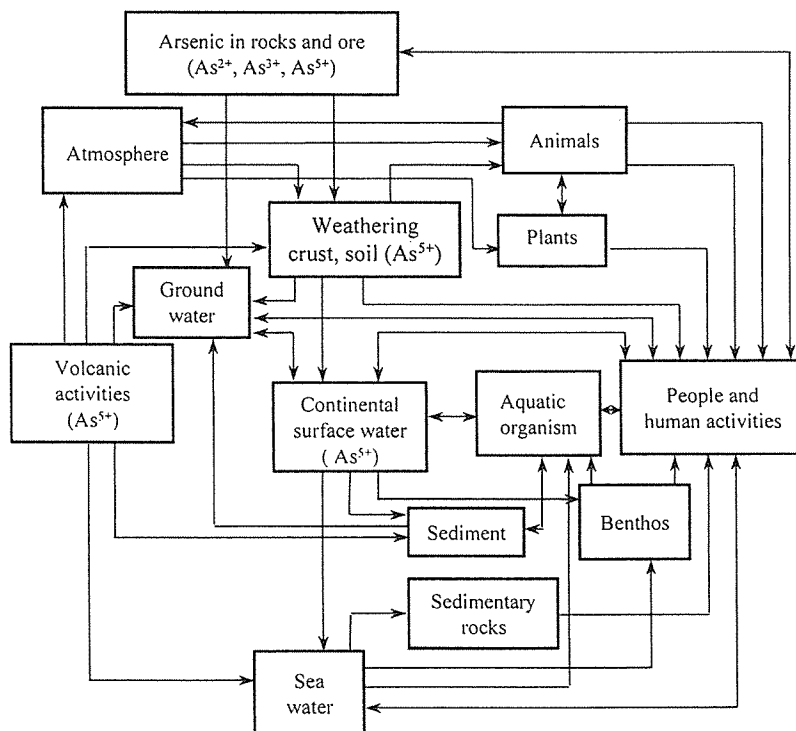 Arsenic in rocks and ore
(As²⁺, As³⁺, As⁵⁺)
Atmosphere
Animals
Weathering
crust, soil (As⁵⁺)
Plants
Ground
water
Volcanic
activities
(As⁵⁺)
Continental
surface water
( As⁵⁺)
Aquatic
organism
People and
human activities
Sediment
Benthos
Sedimentary
rocks
Sea
water